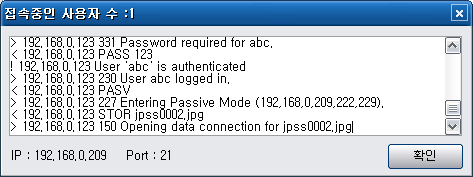 접속중인 사용자 수 :1
> 192,168,0,123 331 Password required for abc,
< 192,168,0,123 PASS 123
! 192,168,0,123 User 'abc' is authenticated
> 192,168,0,123 230 User abc logged in,
< 192,168,0,123 PASV
> 192,168,0,123 227 Entering Passive Mode (192,168,0,209,222,229),
< 192,168,0,123 STOR jpss0002,jpg
> 192,168,0,123 150 Opening data connection for jpss0002,jpg
IP : 192,168,0,209 Port : 21 확인